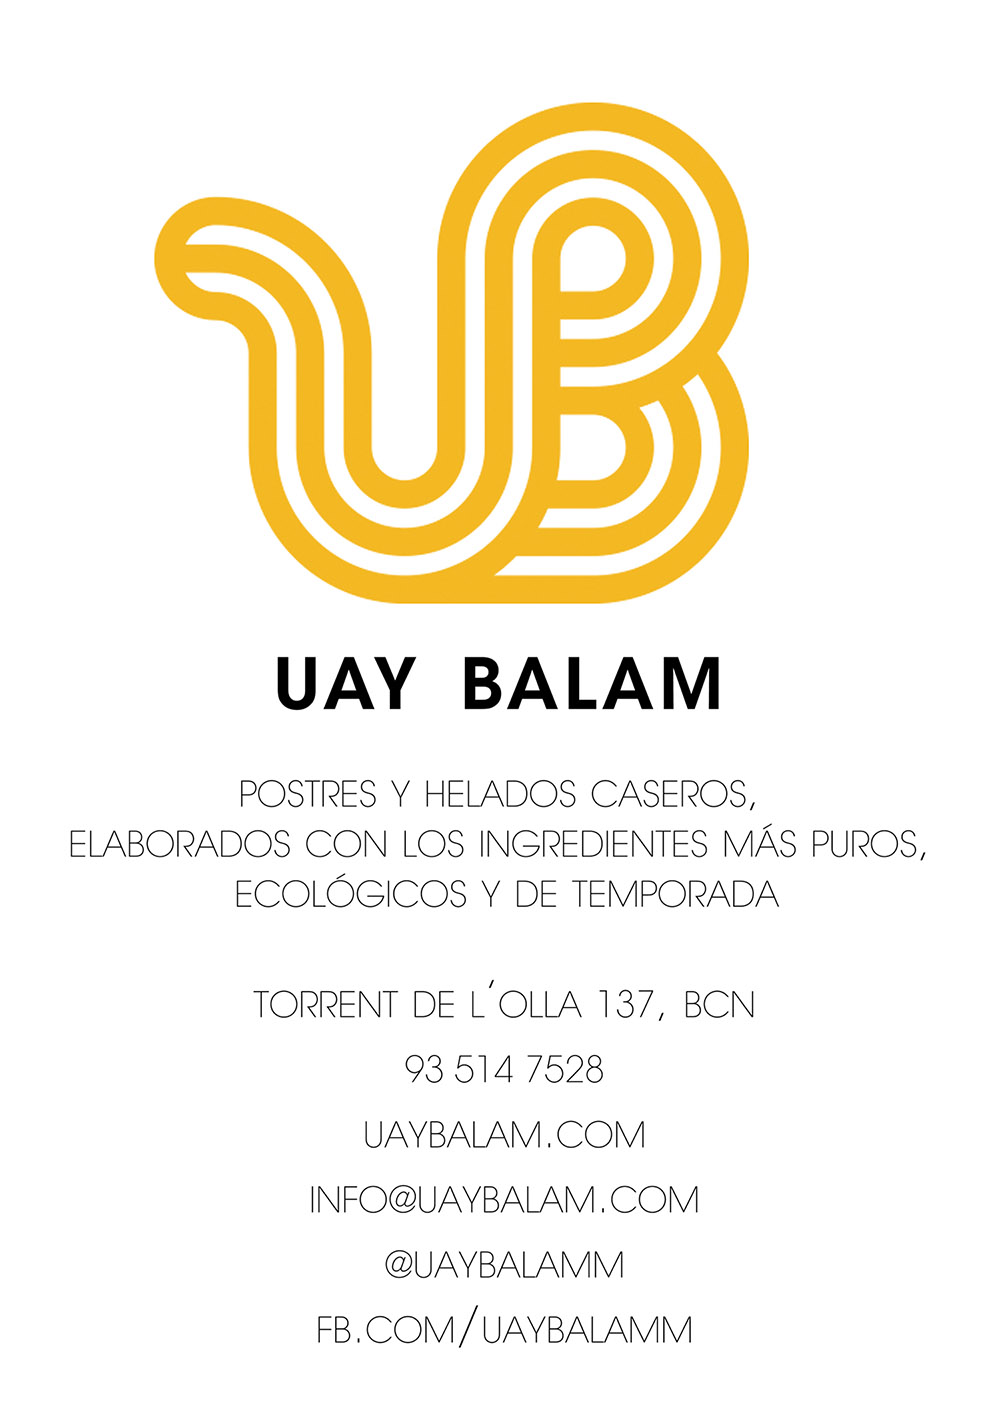 UB
UAY BALAM
POSTRES Y HELADOS CASEROS,
ELABORADOS CON LOS INGREDIENTES MÁS PUROS,
ECOLÓGICOS Y DE TEMPORADA
TORRENT DE L´OLLA 137, BCN
93 514 7528
UAYBALAM.COM
INFO@UAYBALAM.COM
@UAYBALAMM
FB.COM/UAYBALAMM